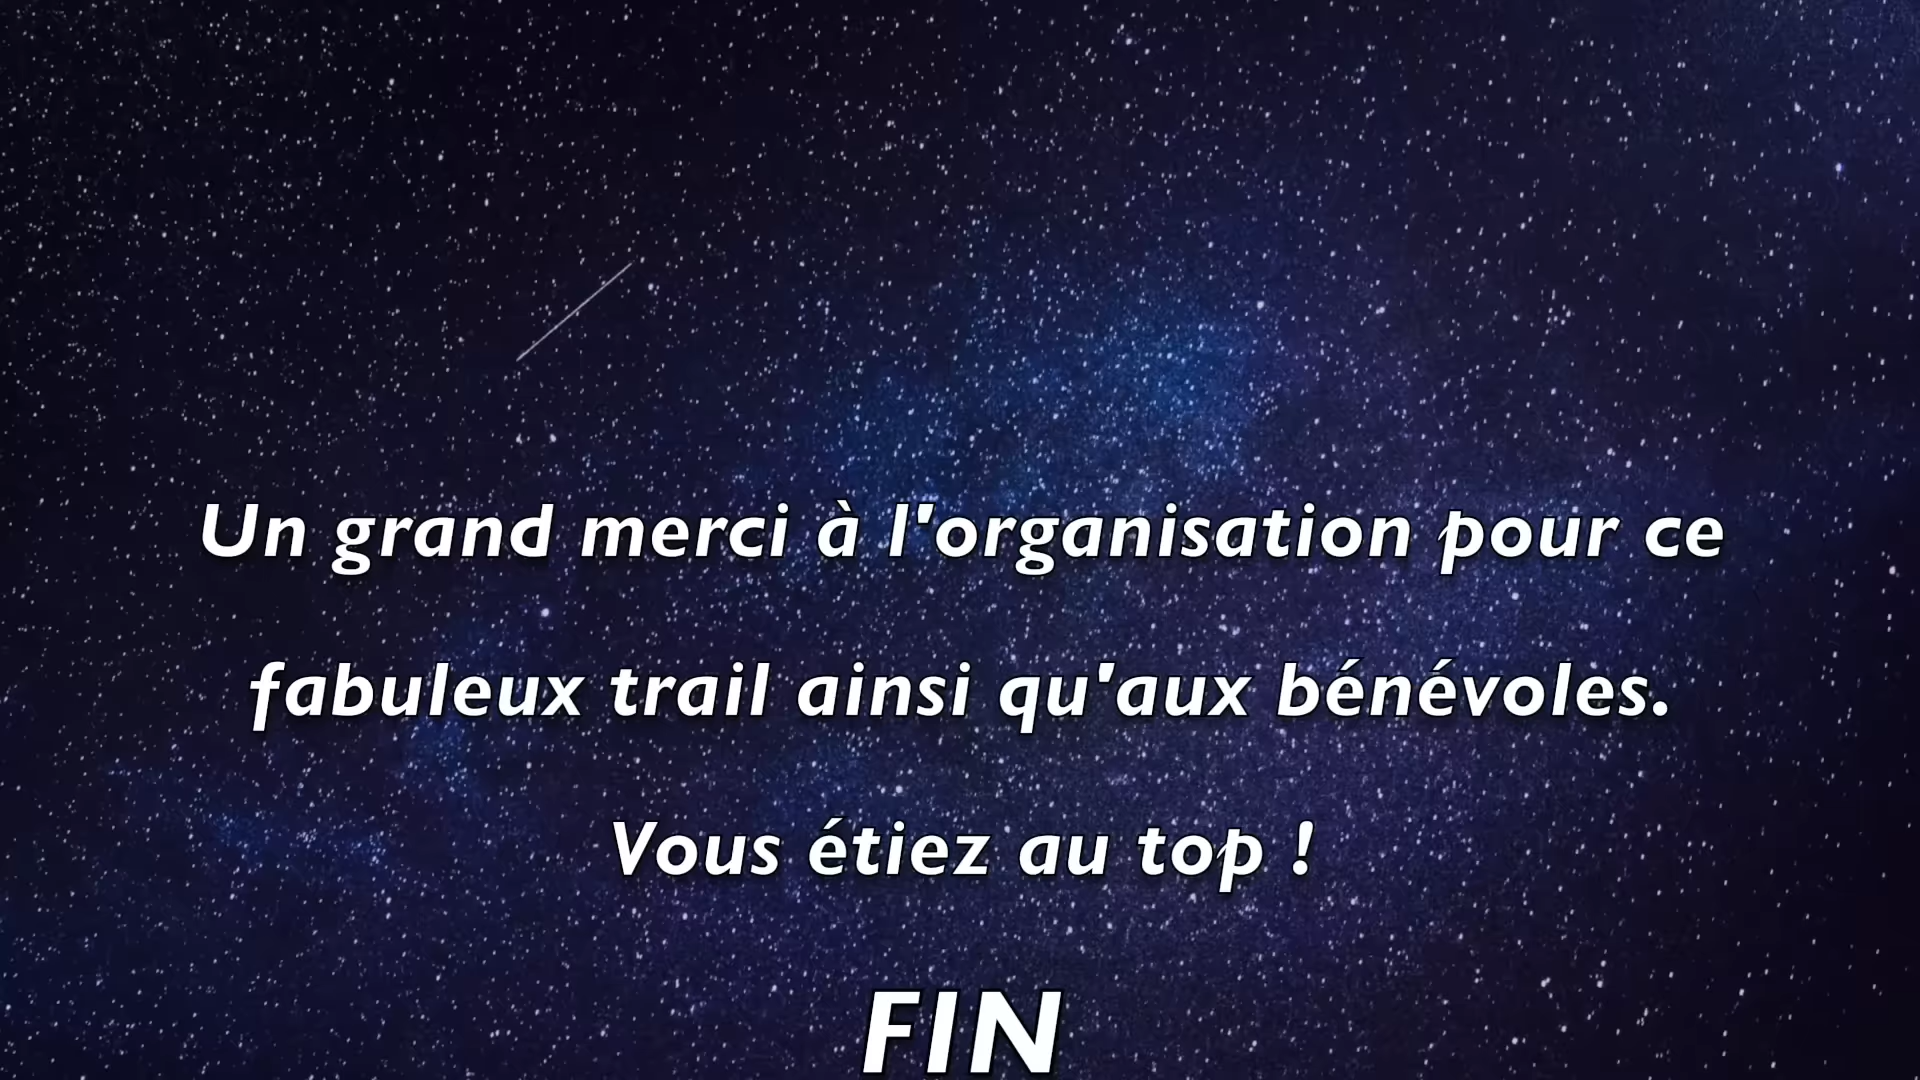 Un grand merci à l'organisation pour ce
fabuleux trail ainsi qu'aux bénévoles.
Vous étiez au top !
FIN